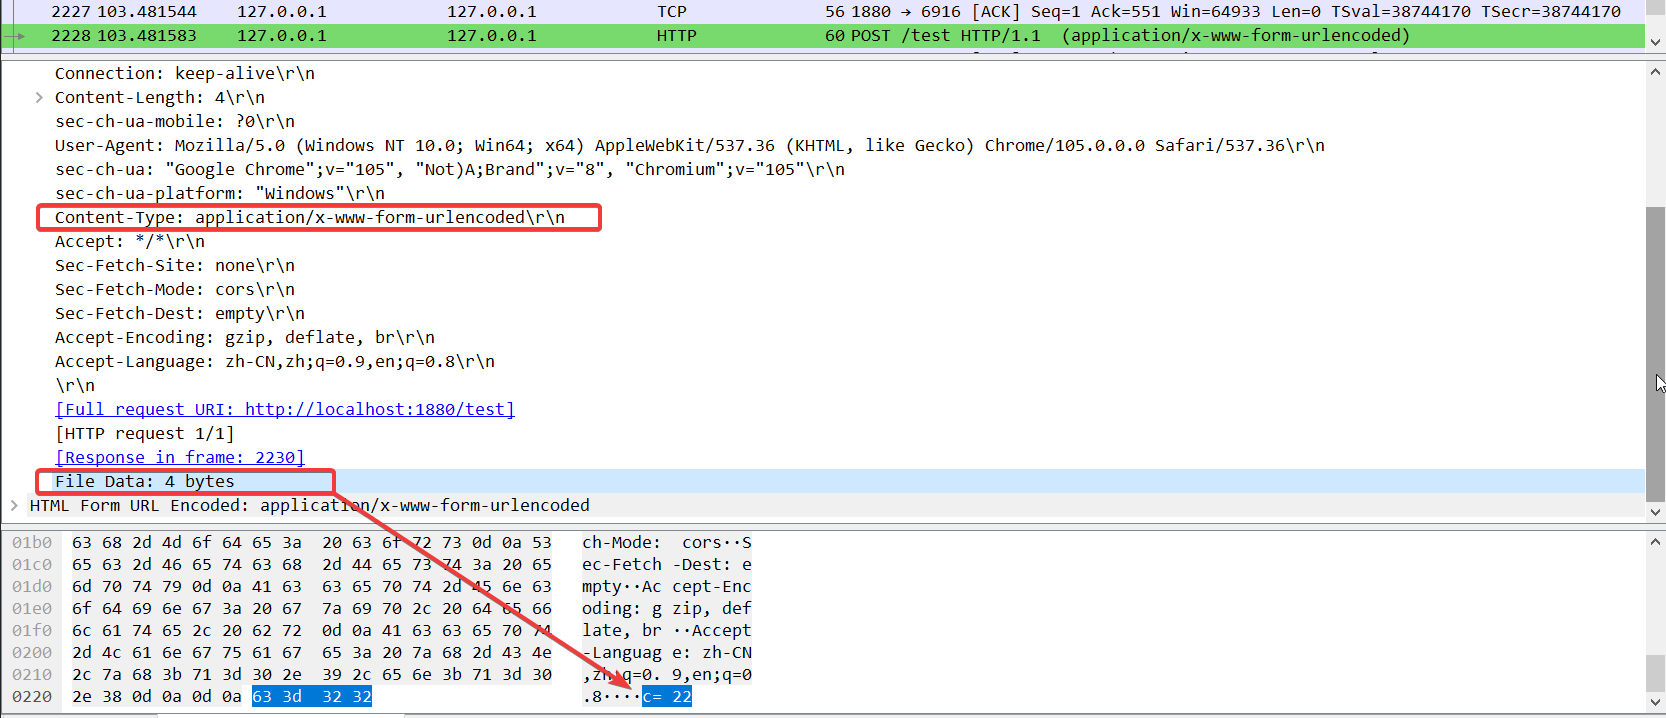 2227 103.481544 127.0.0.1 127.0.0.1 TCP 56 1880 → 6916 [ACK] Seq=1 Ack=551 Win=64933 Len=0 TSval=38744170 TSecr=38744170
2228 103.481583 127.0.0.1 127.0.0.1 HTTP 60 POST /test HTTP/1.1 (application/x-www-form-urlencoded)
Connection: keep-alive\r\n
Content-Length: 4\r\n
sec-ch-ua-mobile: ?0\r\n
User-Agent: Mozilla/5.0 (Windows NT 10.0; Win64; x64) AppleWebKit/537.36 (KHTML, like Gecko) Chrome/105.0.0.0 Safari/537.36\r\n
sec-ch-ua: "Google Chrome";v="105", "Not)A;Brand";v="8", "Chromium";v="105"\r\n
sec-ch-ua-platform: "Windows"\r\n
Content-Type: application/x-www-form-urlencoded\r\n
Accept: */*\r\n
Sec-Fetch-Site: none\r\n
Sec-Fetch-Mode: cors\r\n
Sec-Fetch-Dest: empty\r\n
Accept-Encoding: gzip, deflate, br\r\n
Accept-Language: zh-CN,zh;q=0.9,en;q=0.8\r\n
\r\n
[Full request URI: http://localhost:1880/test]
[HTTP request 1/1]
[Response in frame: 2230]
File Data: 4 bytes
HTML Form URL Encoded: application/x-www-form-urlencoded
01b0 63 68 2d 4d 6f 64 65 3a 20 63 6f 72 73 0d 0a 53 ch-Mode: cors··S
01c0 65 63 2d 46 65 74 63 68 2d 44 65 73 74 3a 20 65 ec-Fetch -Dest: e
01d0 6d 70 74 79 0d 0a 41 63 63 65 70 74 2d 45 6e 63 mpty··Ac cept-Enc
01e0 6f 64 69 6e 67 3a 20 67 7a 69 70 2c 20 64 65 66 oding: g zip, def
01f0 6c 61 74 65 2c 20 62 72 0d 0a 41 63 63 65 70 74 late, br ··Accept
0200 2d 4c 61 6e 67 75 61 67 65 3a 20 7a 68 2d 43 4e -Languag e: zh-CN
0210 2c 7a 68 3b 71 3d 30 2e 39 2c 65 6e 3b 71 3d 30 ,zh;q=0. 9,en;q=0
0220 2e 38 0d 0a 0d 0a 63 3d 32 32 .8····c= 22